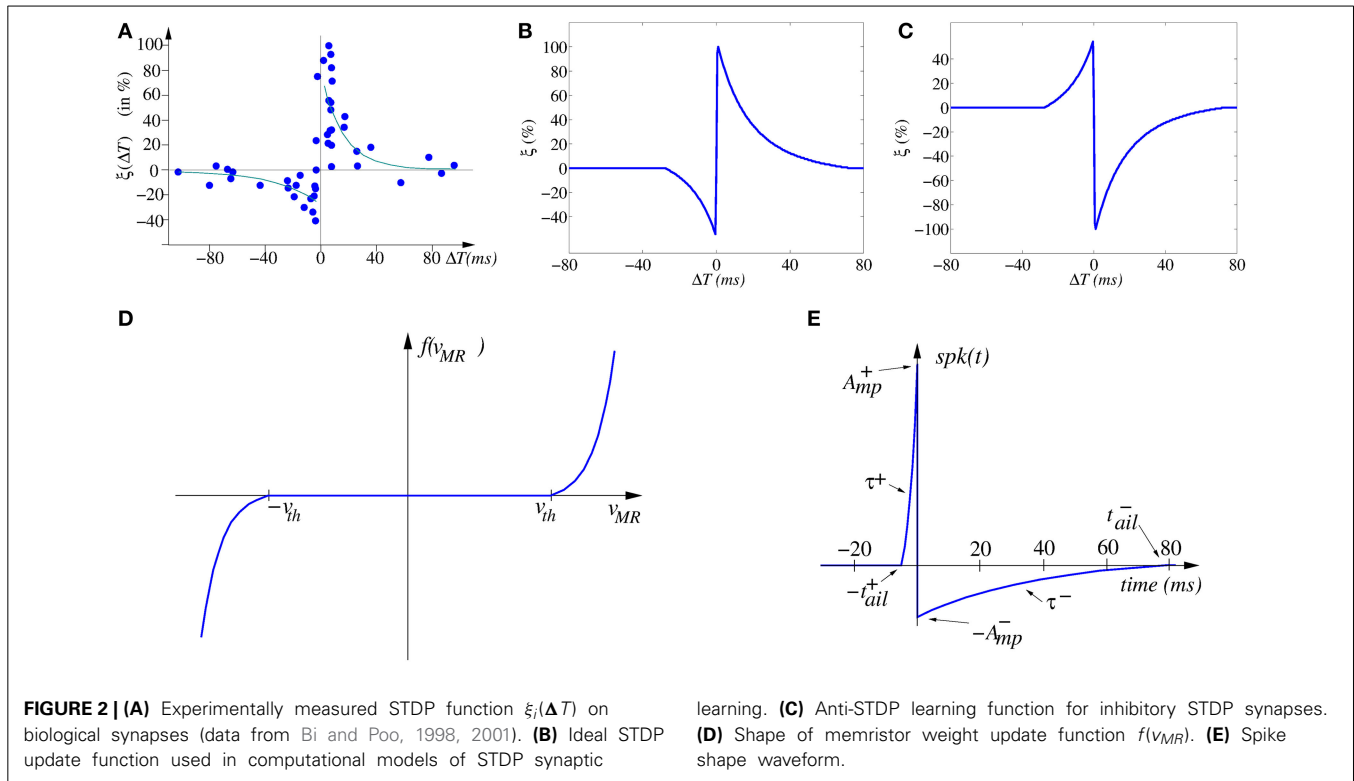 A
ξ(ΔT) (in %)
100
80
60
40
20
0
−20
−40
−80
−40
0
40
80
ΔT(ms)
B
ξ (%)
100
80
60
40
20
0
−20
−40
−80
−40
0
40
80
ΔT (ms)
C
ξ (%)
40
20
0
−20
−40
−60
−80
−100
−80
−40
0
40
80
ΔT (ms)
D
f(v_MR)
−v_th
v_th
v_MR
E
spk(t)
A_mp^+
τ+
t_ail^−
−20
20
40
60
80
−t_ail^+
time (ms)
τ−
−A_mp^−
FIGURE 2 | (A) Experimentally measured STDP function ξ_i(ΔT) on
biological synapses (data from Bi and Poo, 1998, 2001). (B) Ideal STDP
update function used in computational models of STDP synaptic
learning. (C) Anti-STDP learning function for inhibitory STDP synapses.
(D) Shape of memristor weight update function f(v_MR). (E) Spike
shape waveform.